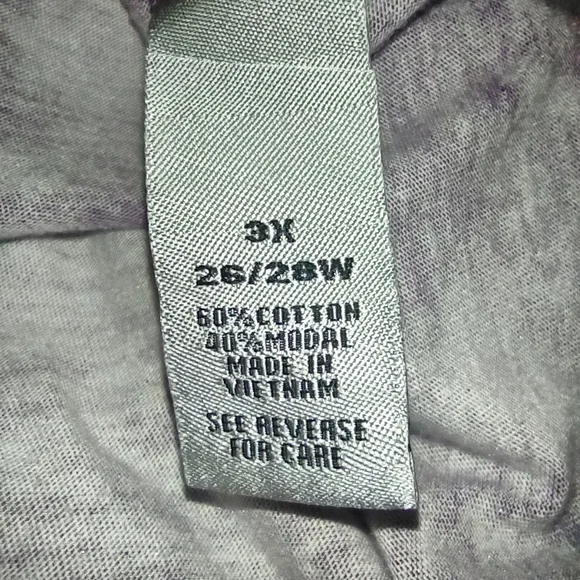 3X
26/28W
60%COTTON
40%MODAL
MADE IN
VIETNAM
SEE REVERSE
FOR CARE